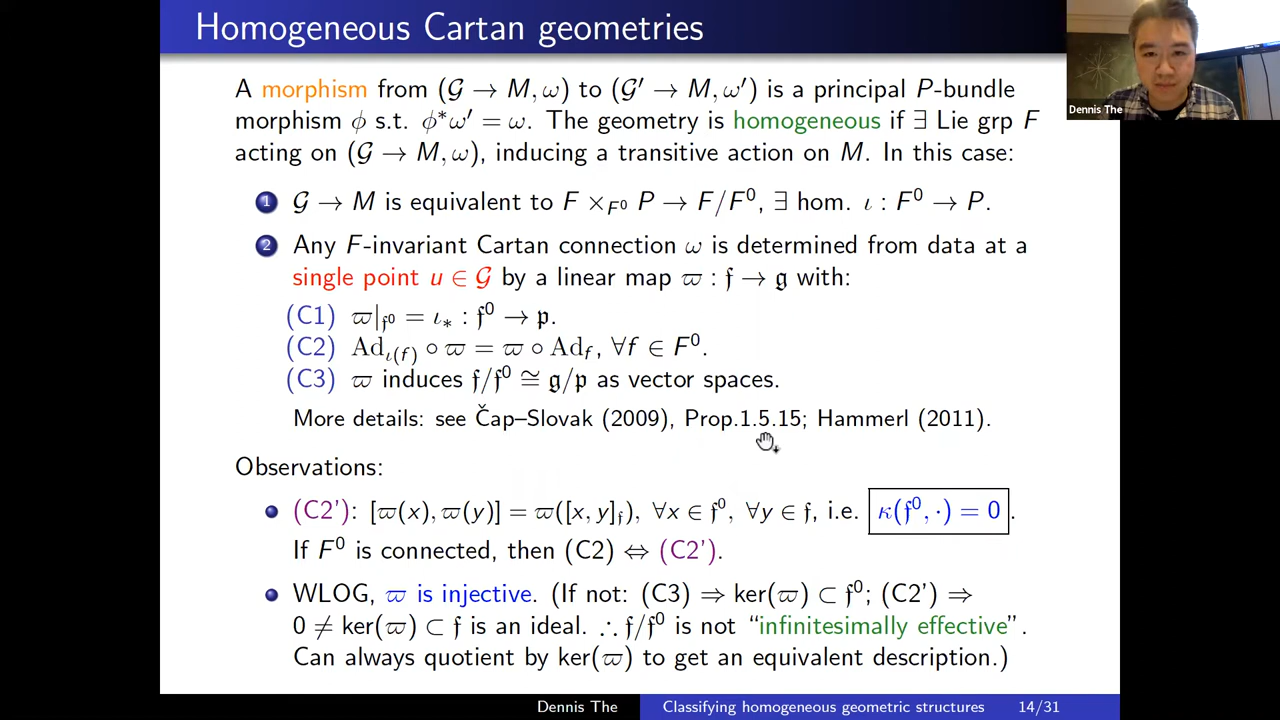 Homogeneous Cartan geometries
A morphism from (𝒢 → M, ω) to (𝒢′ → M, ω′) is a principal P-bundle
morphism ϕ s.t. ϕ*ω′ = ω. The geometry is homogeneous if ∃ Lie grp F
acting on (𝒢 → M, ω), inducing a transitive action on M. In this case:
1 𝒢 → M is equivalent to F ×_{F⁰} P → F/F⁰, ∃ hom. ι : F⁰ → P.
2 Any F-invariant Cartan connection ω is determined from data at a
single point u ∈ 𝒢 by a linear map ϖ : 𝔣 → 𝔤 with:
(C1) ϖ|_{𝔣⁰} = ι_* : 𝔣⁰ → 𝔭.
(C2) Ad_{ι(f)} ∘ ϖ = ϖ ∘ Ad_f, ∀f ∈ F⁰.
(C3) ϖ induces 𝔣/𝔣⁰ ≅ 𝔤/𝔭 as vector spaces.
More details: see Čap–Slovak (2009), Prop.1.5.15; Hammerl (2011).
Observations:
(C2'): [ϖ(x), ϖ(y)] = ϖ([x, y]_𝔣), ∀x ∈ 𝔣⁰, ∀y ∈ 𝔣, i.e. κ(𝔣⁰, ·) = 0.
If F⁰ is connected, then (C2) ⇔ (C2').
WLOG, ϖ is injective. (If not: (C3) ⇒ ker(ϖ) ⊂ 𝔣⁰; (C2') ⇒
0 ≠ ker(ϖ) ⊂ 𝔣 is an ideal. ∴ 𝔣/𝔣⁰ is not “infinitesimally effective”.
Can always quotient by ker(ϖ) to get an equivalent description.)
Dennis The
Dennis The Classifying homogeneous geometric structures 14/31